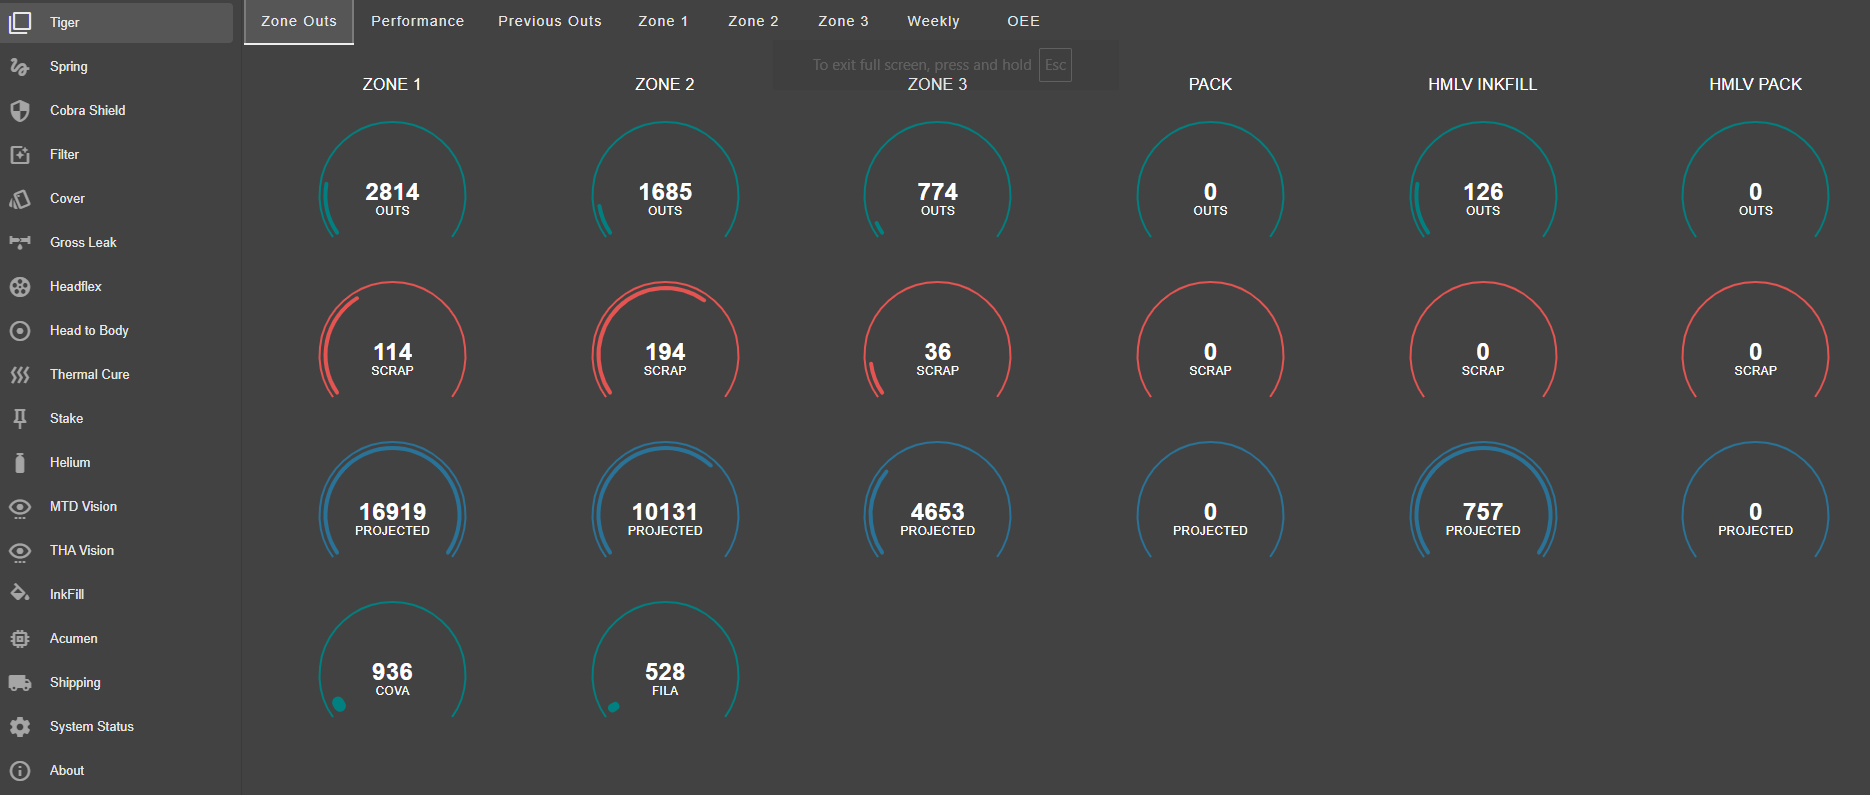 Tiger
Spring
Cobra Shield
Filter
Cover
Gross Leak
Headflex
Head to Body
Thermal Cure
Stake
Helium
MTD Vision
THA Vision
InkFill
Acumen
Shipping
System Status
About
Zone Outs Performance Previous Outs Zone 1 Zone 2 Zone 3 Weekly OEE
To exit full screen, press and hold Esc
ZONE 1 ZONE 2 ZONE 3 PACK HMLV INKFILL HMLV PACK
2814 1685 774 0 126 0
OUTS OUTS OUTS OUTS OUTS OUTS
114 194 36 0 0 0
SCRAP SCRAP SCRAP SCRAP SCRAP SCRAP
16919 10131 4653 0 757 0
PROJECTED PROJECTED PROJECTED PROJECTED PROJECTED PROJECTED
936 528
COVA FILA